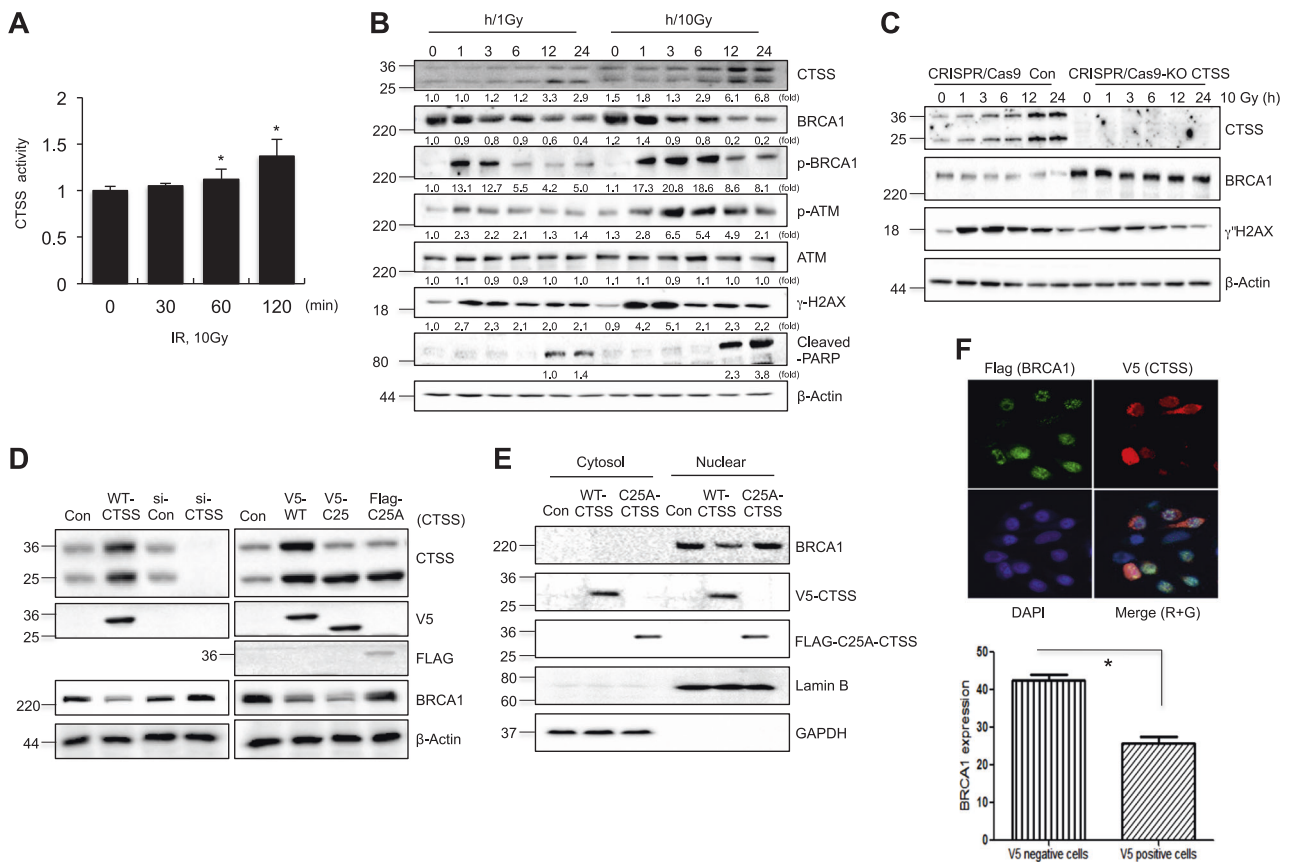 A
CTSS activity
2
1.5
1
0.5
0
0 30 60 120 (min)
* *
IR, 10Gy
B
h/1Gy h/10Gy
0 1 3 6 12 24 0 1 3 6 12 24
36
25
CTSS
1.0 1.0 1.2 1.2 3.3 2.9 1.5 1.8 1.3 2.9 6.1 6.8 (fold)
220
BRCA1
1.0 0.9 0.8 0.9 0.6 0.4 1.2 1.4 0.9 0.8 0.2 0.2 (fold)
220
p-BRCA1
1.0 13.1 12.7 5.5 4.2 5.0 1.1 17.3 20.8 18.6 8.6 8.1 (fold)
220
p-ATM
1.0 2.3 2.2 2.1 1.3 1.4 1.3 2.8 6.5 5.4 4.9 2.1 (fold)
220
ATM
1.0 1.1 0.9 0.9 1.0 1.0 1.1 1.1 0.9 1.1 1.0 1.0 (fold)
18
γ-H2AX
1.0 2.7 2.3 2.1 2.0 2.1 0.9 4.2 5.1 2.1 2.3 2.2 (fold)
80
Cleaved
-PARP
1.0 1.4 2.3 3.8 (fold)
44
β-Actin
C
CRISPR/Cas9 Con CRISPR/Cas9-KO CTSS
0 1 3 6 12 24 0 1 3 6 12 24 10 Gy (h)
36
25
CTSS
220
BRCA1
18
γ"H2AX
44
β-Actin
D
Con WT-CTSS si-Con si-CTSS Con V5-WT V5-C25 Flag-C25A (CTSS)
36
25
CTSS
36
25
V5
36
FLAG
220
BRCA1
44
β-Actin
E
Cytosol Nuclear
Con WT-CTSS C25A-CTSS Con WT-CTSS C25A-CTSS
220
BRCA1
36
25
V5-CTSS
36
25
FLAG-C25A-CTSS
80
60
Lamin B
37
GAPDH
F
Flag (BRCA1) V5 (CTSS)
DAPI Merge (R+G)
BRCA1 expression
50
40
30
20
10
0
*
V5 negative cells V5 positive cells